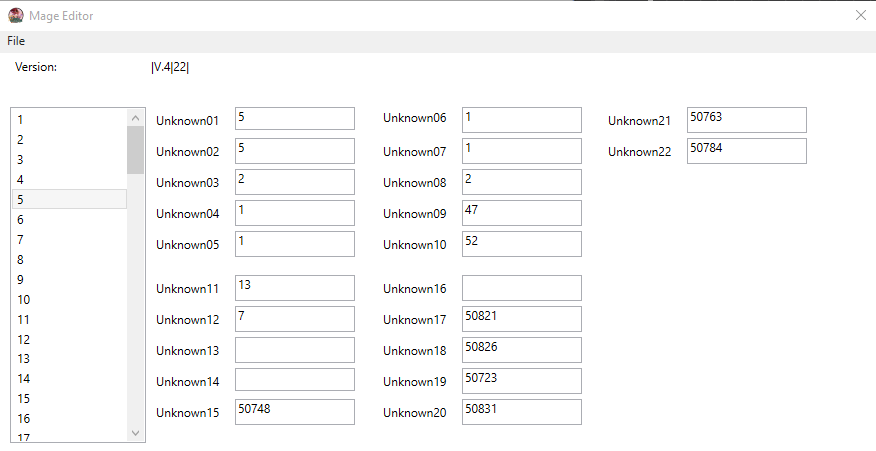 Mage Editor
File
Version: |V.4|22|
1
2
3
4
5
6
7
8
9
10
11
12
13
14
15
16
17
Unknown01 5
Unknown02 5
Unknown03 2
Unknown04 1
Unknown05 1
Unknown11 13
Unknown12 7
Unknown13
Unknown14
Unknown15 50748
Unknown06 1
Unknown07 1
Unknown08 2
Unknown09 47
Unknown10 52
Unknown16
Unknown17 50821
Unknown18 50826
Unknown19 50723
Unknown20 50831
Unknown21 50763
Unknown22 50784